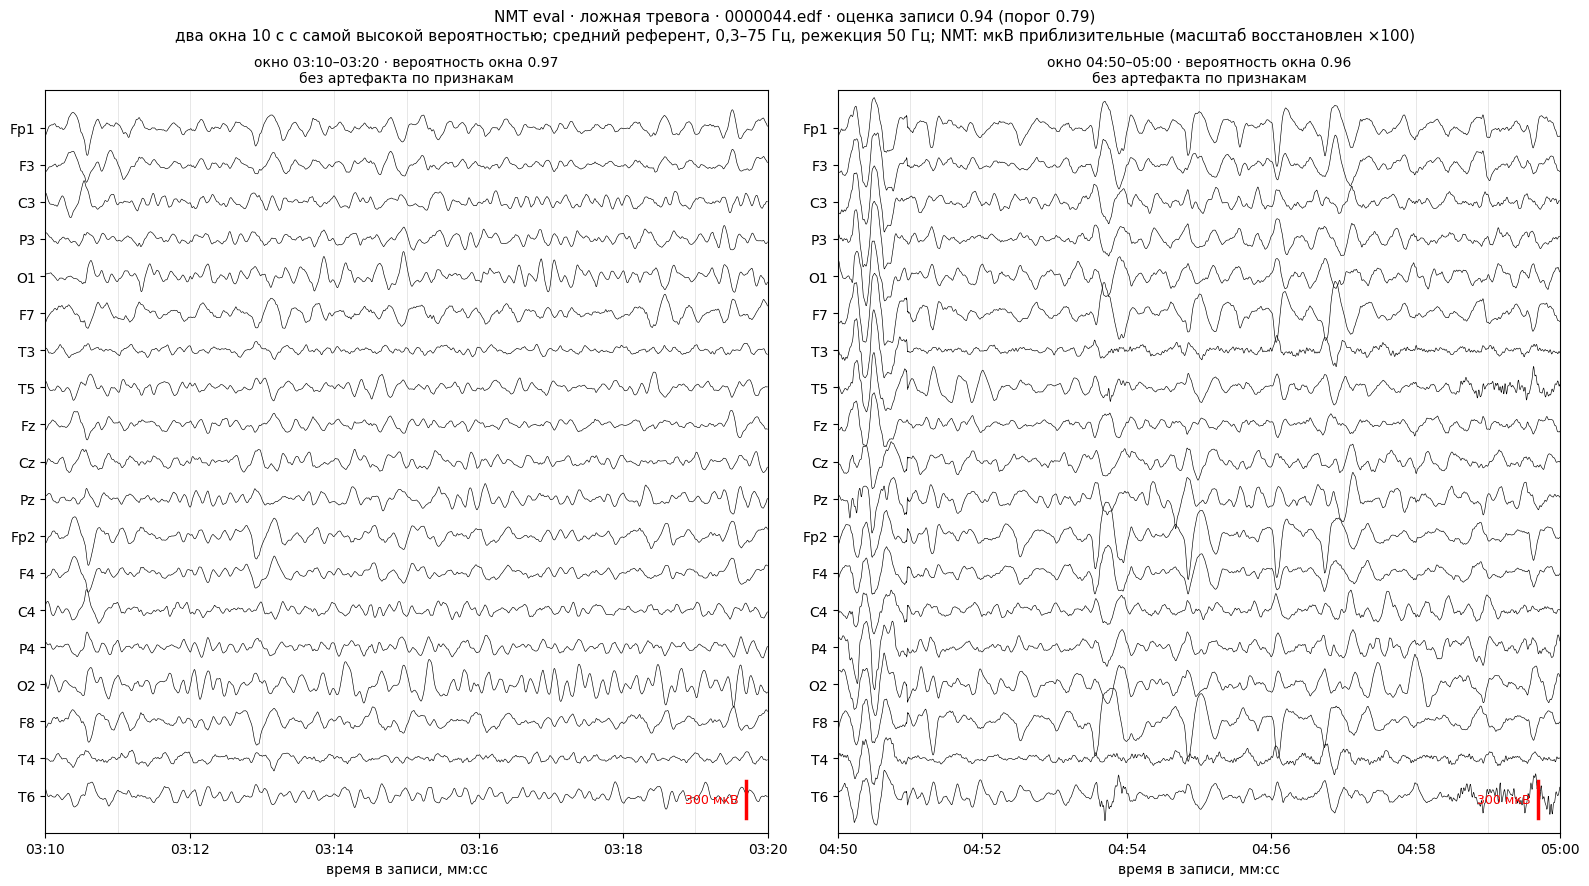 NMT eval · ложная тревога · 0000044.edf · оценка записи 0.94 (порог 0.79)
два окна 10 с с самой высокой вероятностью; средний референт, 0,3–75 Гц, режекция 50 Гц; NMT: мкВ приблизительные (масштаб восстановлен ×100)
окно 03:10–03:20 · вероятность окна 0.97
без артефакта по признакам
Fp1
F3
C3
P3
O1
F7
T3
T5
Fz
Cz
Pz
Fp2
F4
C4
P4
O2
F8
T4
T6
300 мкВ
03:10 03:12 03:14 03:16 03:18 03:20
время в записи, мм:сс
окно 04:50–05:00 · вероятность окна 0.96
без артефакта по признакам
Fp1
F3
C3
P3
O1
F7
T3
T5
Fz
Cz
Pz
Fp2
F4
C4
P4
O2
F8
T4
T6
300 мкВ
04:50 04:52 04:54 04:56 04:58 05:00
время в записи, мм:сс